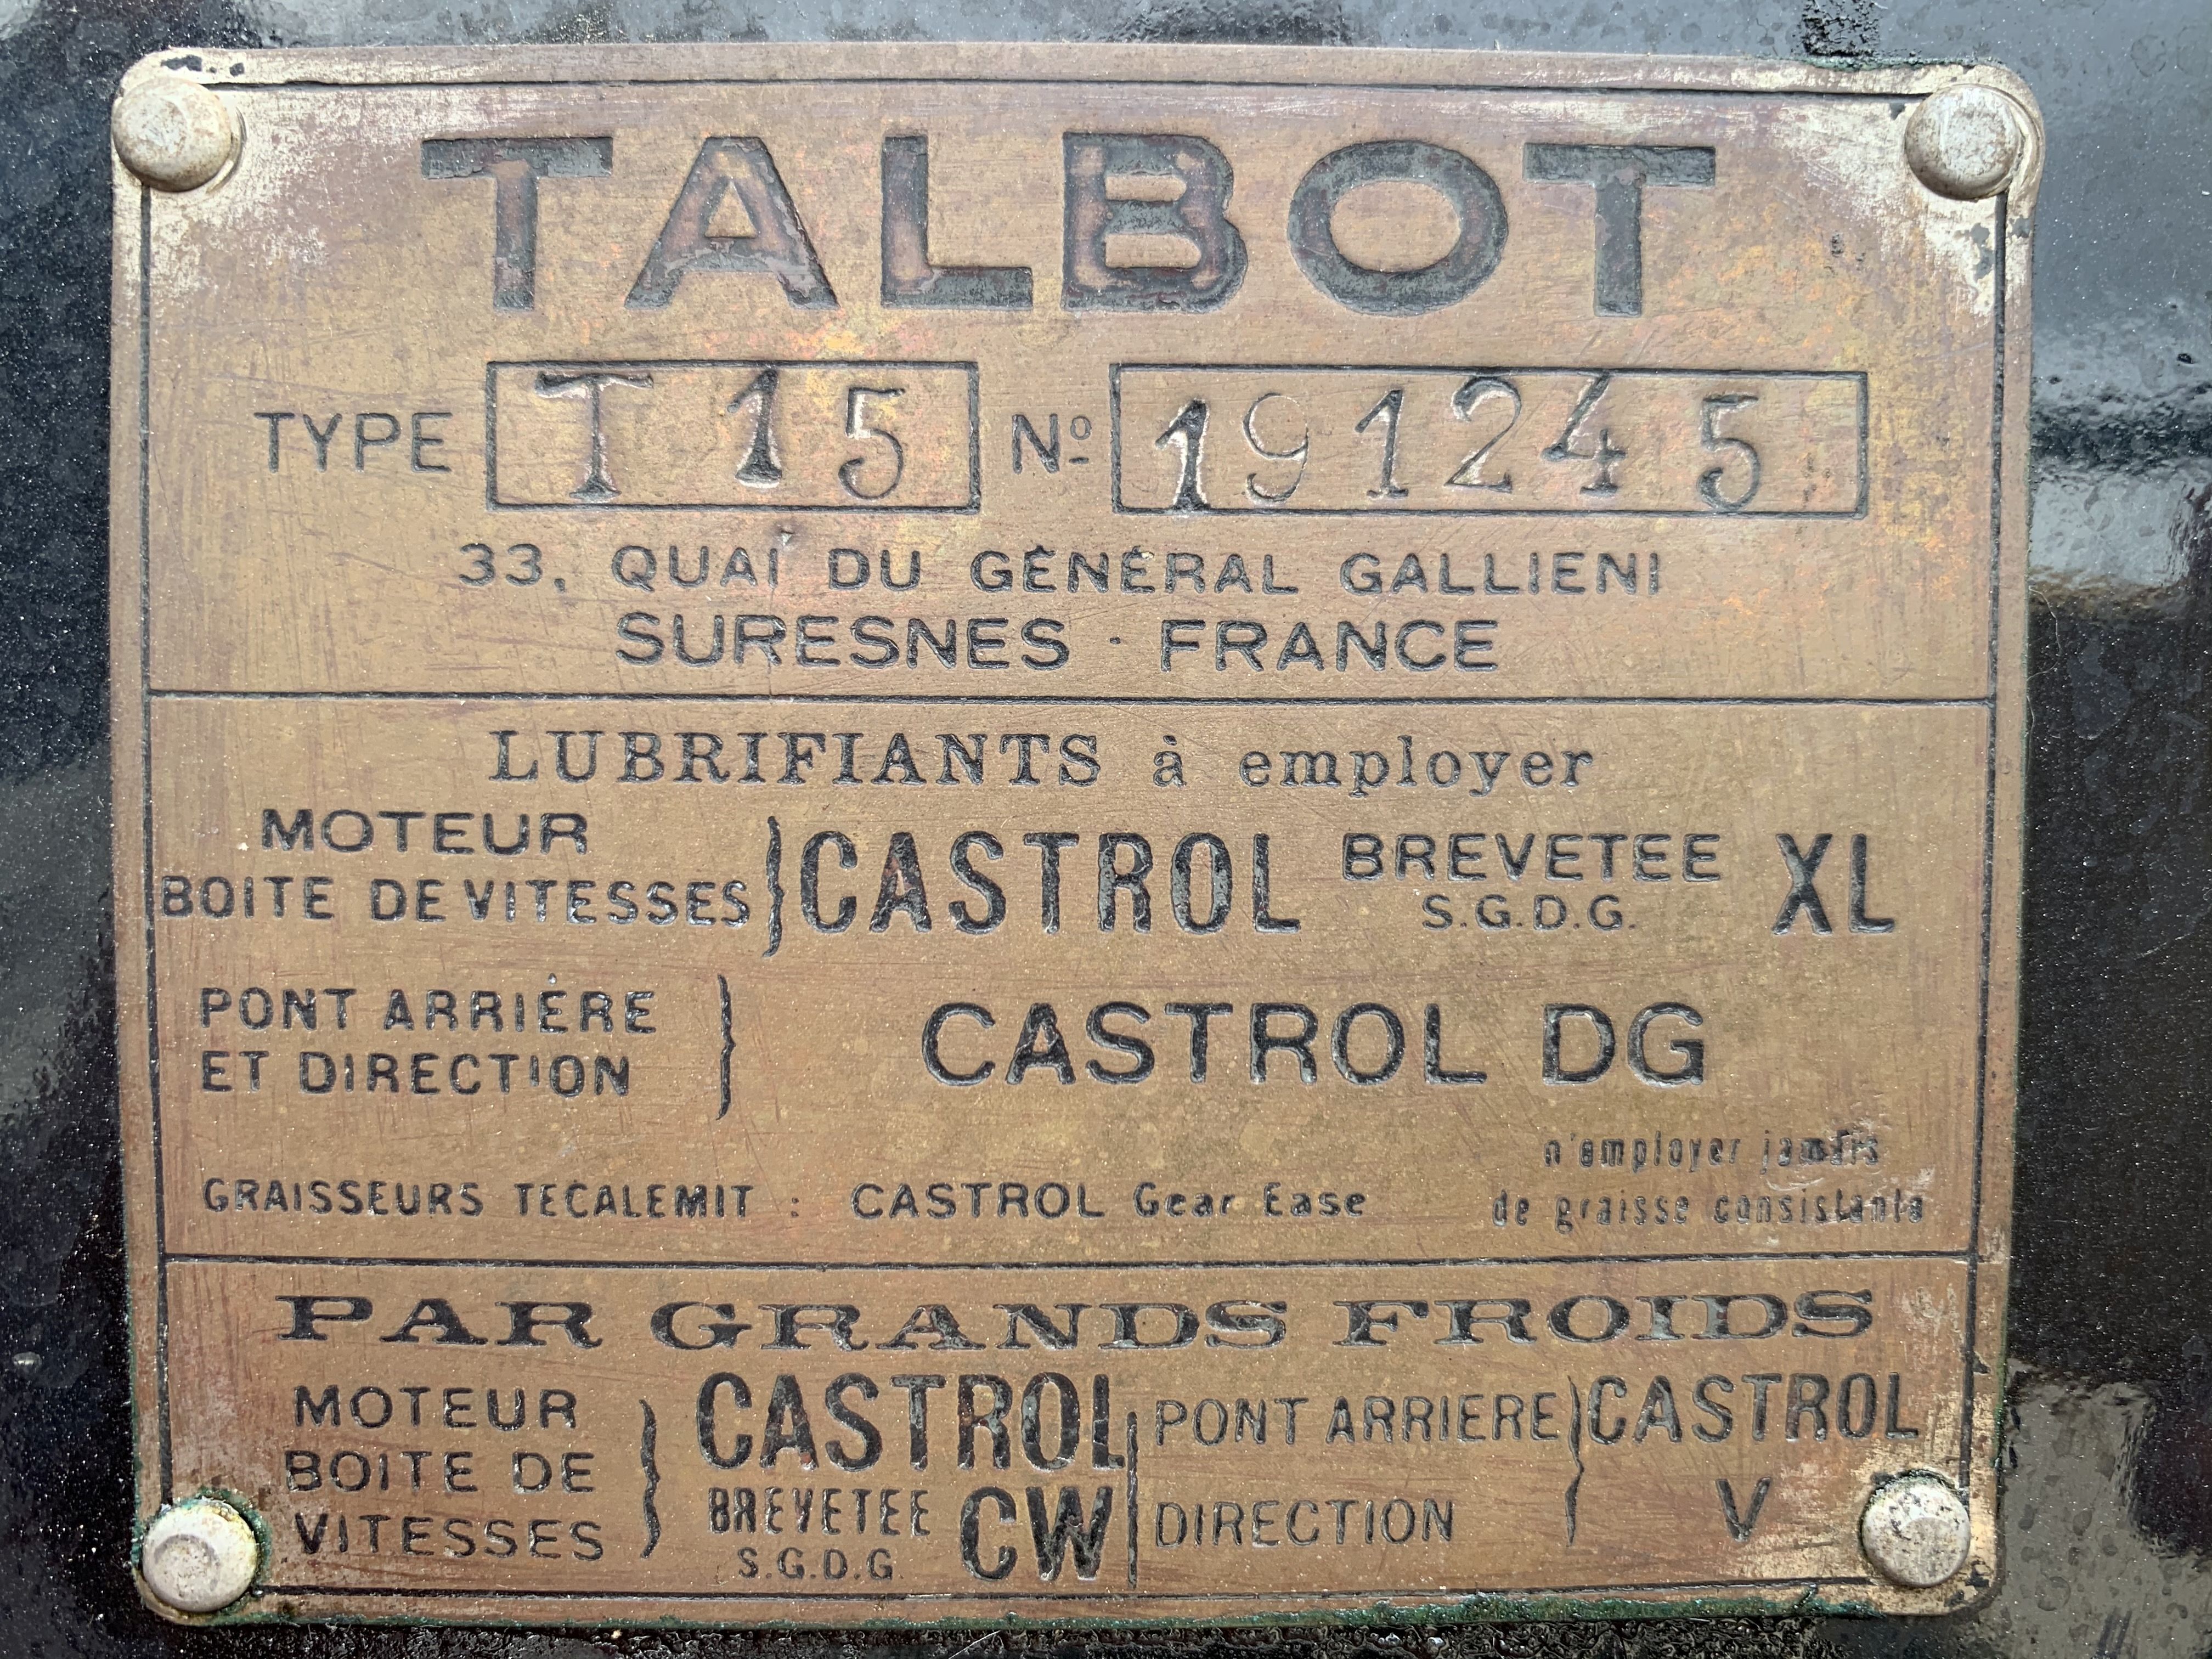 TALBOT
TYPE T 15 Nº 191245
33, QUAI DU GÉNÉRAL GALLIENI
SURESNES · FRANCE
LUBRIFIANTS à employer
MOTEUR
BOITE DE VITESSES } CASTROL BREVETEE S.G.D.G. XL
PONT ARRIÈRE
ET DIRECTION } CASTROL DG
GRAISSEURS TECALEMIT : CASTROL Gear Ease
n'employer jamais
de graisse consistante
PAR GRANDS FROIDS
MOTEUR
BOITE DE
VITESSES } CASTROL
BREVETEE
S.G.D.G. CW
PONT ARRIERE
DIRECTION } CASTROL
V